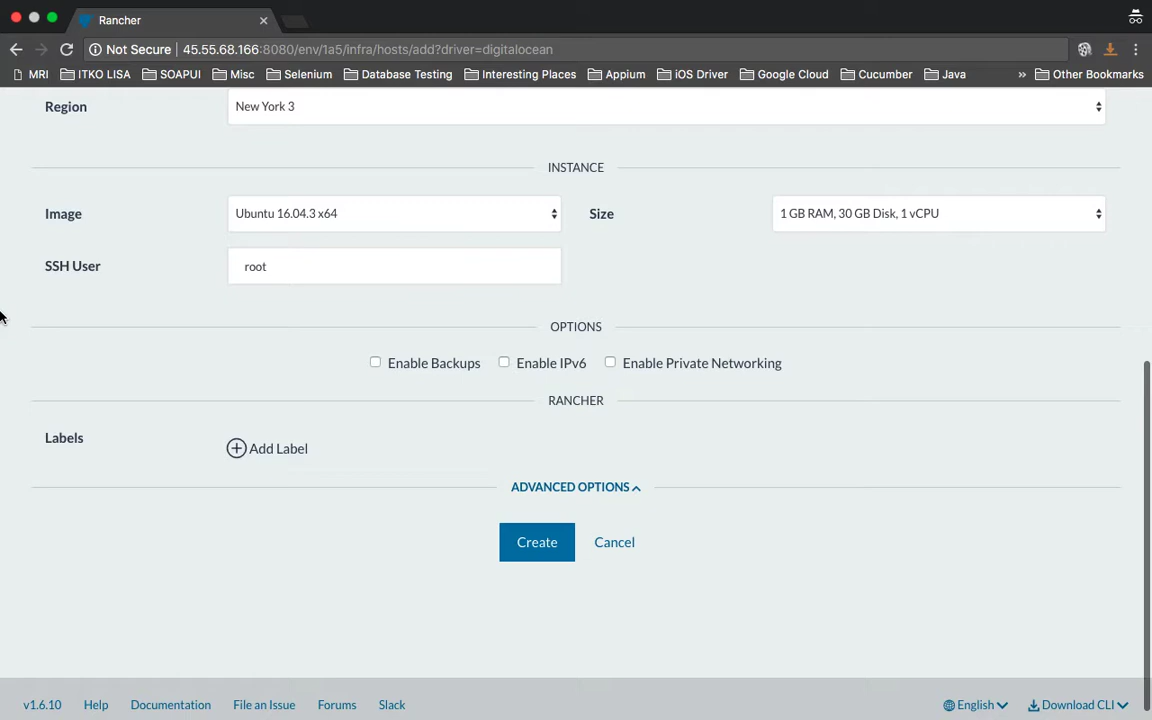 Rancher
Not Secure | 45.55.68.166:8080/env/1a5/infra/hosts/add?driver=digitalocean
MRI ITKO LISA SOAPUI Misc Selenium Database Testing Interesting Places Appium iOS Driver Google Cloud Cucumber Java » Other Bookmarks
Region New York 3
INSTANCE
Image Ubuntu 16.04.3 x64 Size 1 GB RAM, 30 GB Disk, 1 vCPU
SSH User root
OPTIONS
Enable Backups Enable IPv6 Enable Private Networking
RANCHER
Labels
Add Label
ADVANCED OPTIONS
Create Cancel
v1.6.10 Help Documentation File an Issue Forums Slack English Download CLI